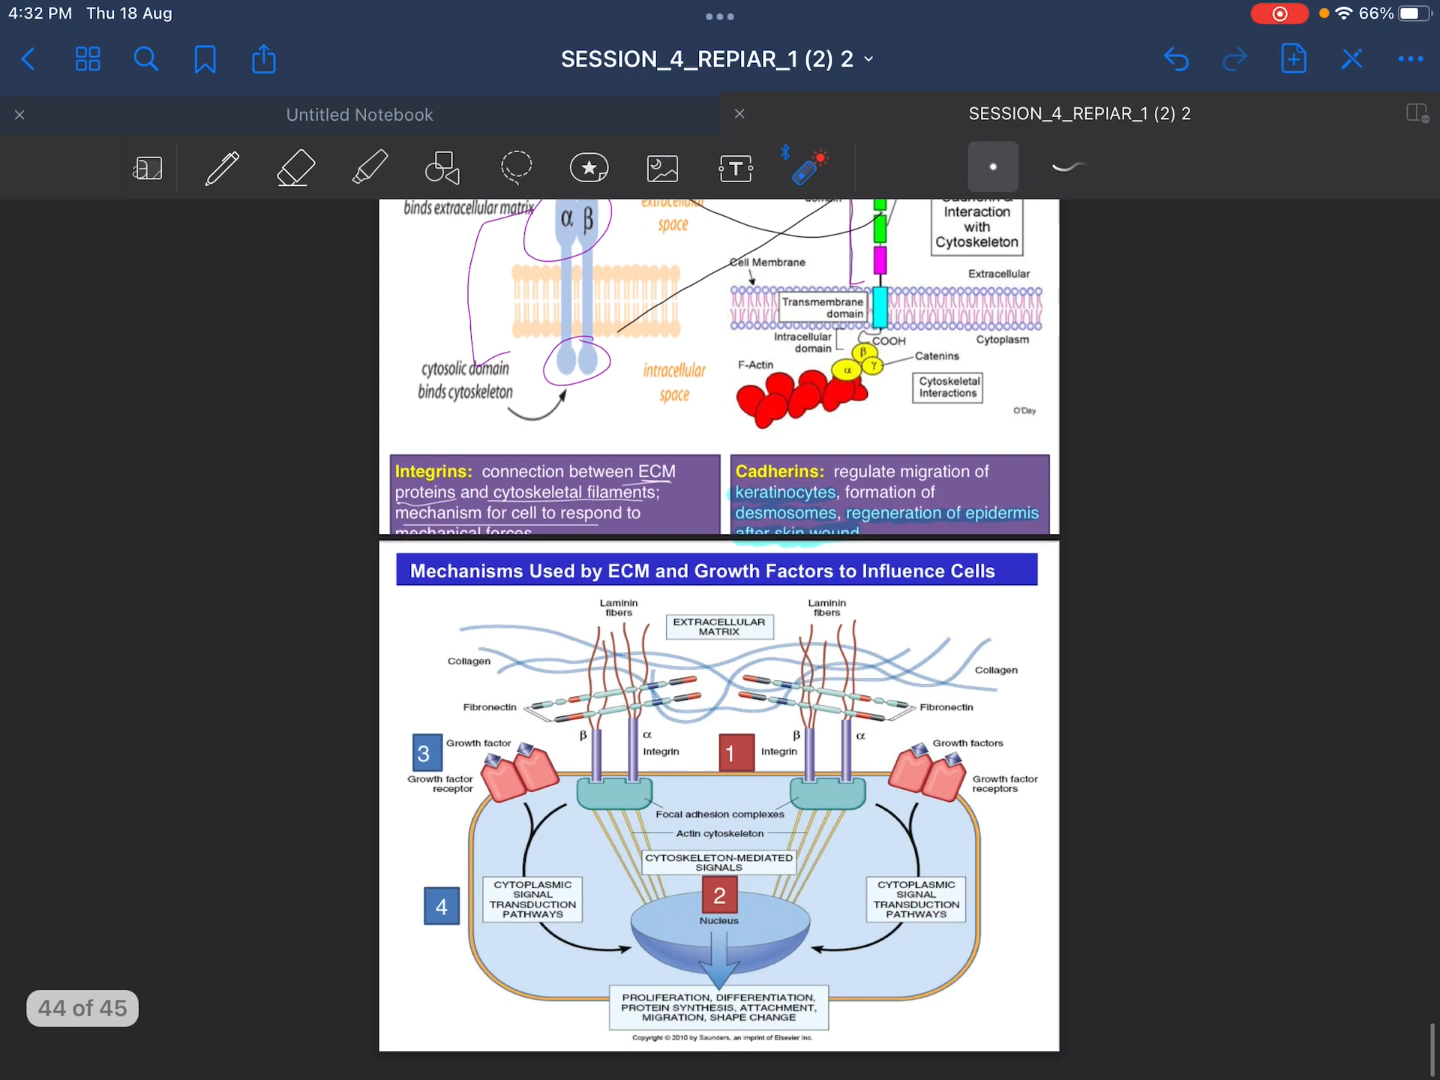 4:32 PM Thu 18 Aug
66%
SESSION_4_REPIAR_1 (2) 2
Untitled Notebook
SESSION_4_REPIAR_1 (2) 2
binds extracellular matrix
α β
extracellular
space
cytosolic domain
binds cytoskeleton
intracellular
space
domain
Interaction
with
Cytoskeleton
Cell Membrane
Extracellular
Transmembrane
domain
Intracellular
domain
COOH
Cytoplasm
F-Actin
β
α
γ
Catenins
Cytoskeletal
Interactions
O'Day
Integrins: connection between ECM
proteins and cytoskeletal filaments;
mechanism for cell to respond to
mechanical forces
Cadherins: regulate migration of
keratinocytes, formation of
desmosomes, regeneration of epidermis
after skin wound
Mechanisms Used by ECM and Growth Factors to Influence Cells
Laminin
fibers
EXTRACELLULAR
MATRIX
Laminin
fibers
Collagen
Collagen
Fibronectin
Fibronectin
β
α
Integrin
1
Integrin
β
α
3
Growth factor
Growth factor
receptor
Growth factors
Growth factor
receptors
Focal adhesion complexes
Actin cytoskeleton
CYTOSKELETON-MEDIATED
SIGNALS
4
CYTOPLASMIC
SIGNAL
TRANSDUCTION
PATHWAYS
2
Nucleus
CYTOPLASMIC
SIGNAL
TRANSDUCTION
PATHWAYS
PROLIFERATION, DIFFERENTIATION,
PROTEIN SYNTHESIS, ATTACHMENT,
MIGRATION, SHAPE CHANGE
Copyright © 2010 by Saunders, an imprint of Elsevier Inc.
44 of 45